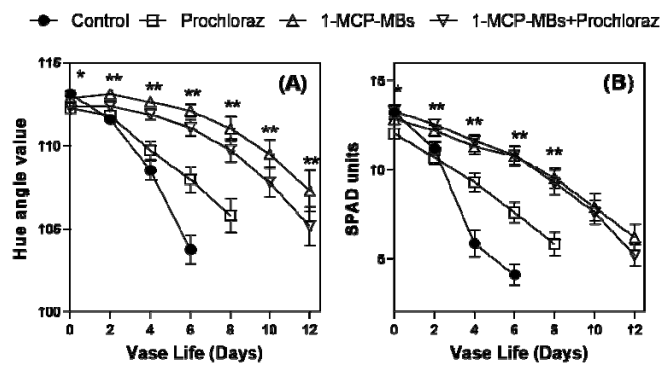 Control Prochloraz 1-MCP-MBs 1-MCP-MBs+Prochloraz
115
110
105
100
Hue angle value
(A)
* ** ** ** ** ** **
0 2 4 6 8 10 12
Vase Life (Days)
15
10
5
SPAD units
(B)
* ** ** ** **
0 2 4 6 8 10 12
Vase Life (Days)